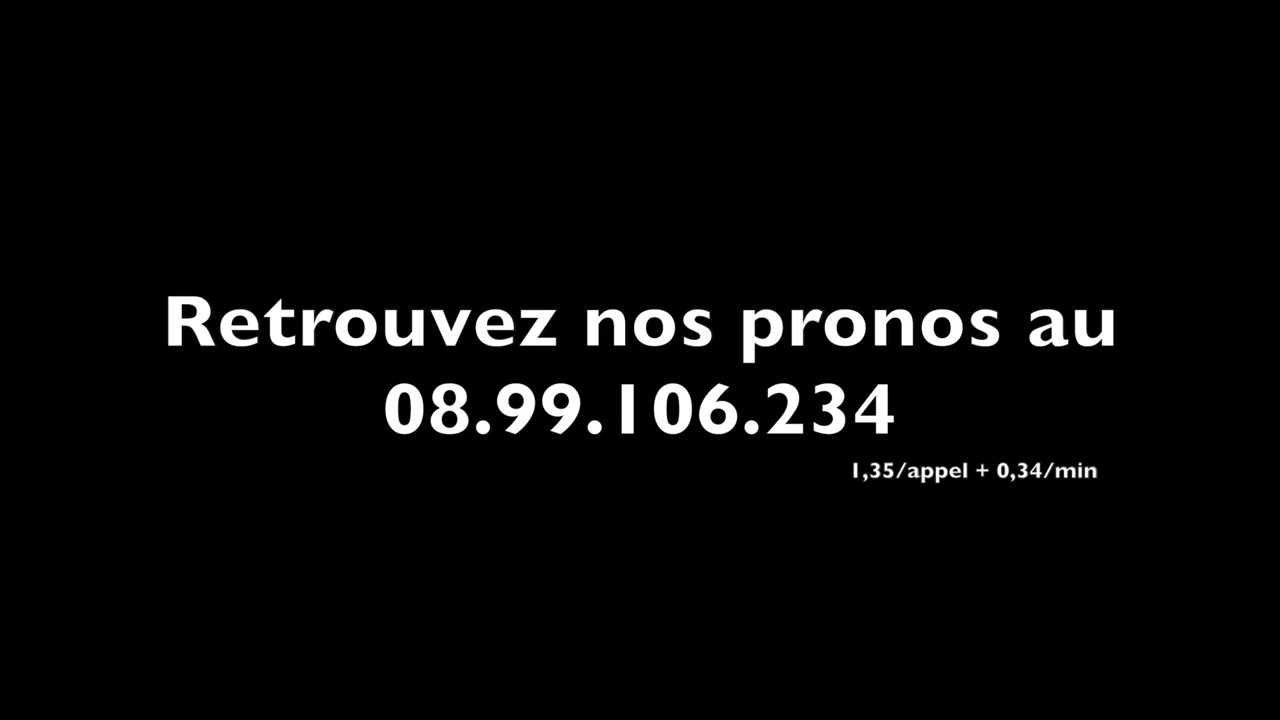 Retrouvez nos pronos au
08.99.106.234
1,35/appel + 0,34/min